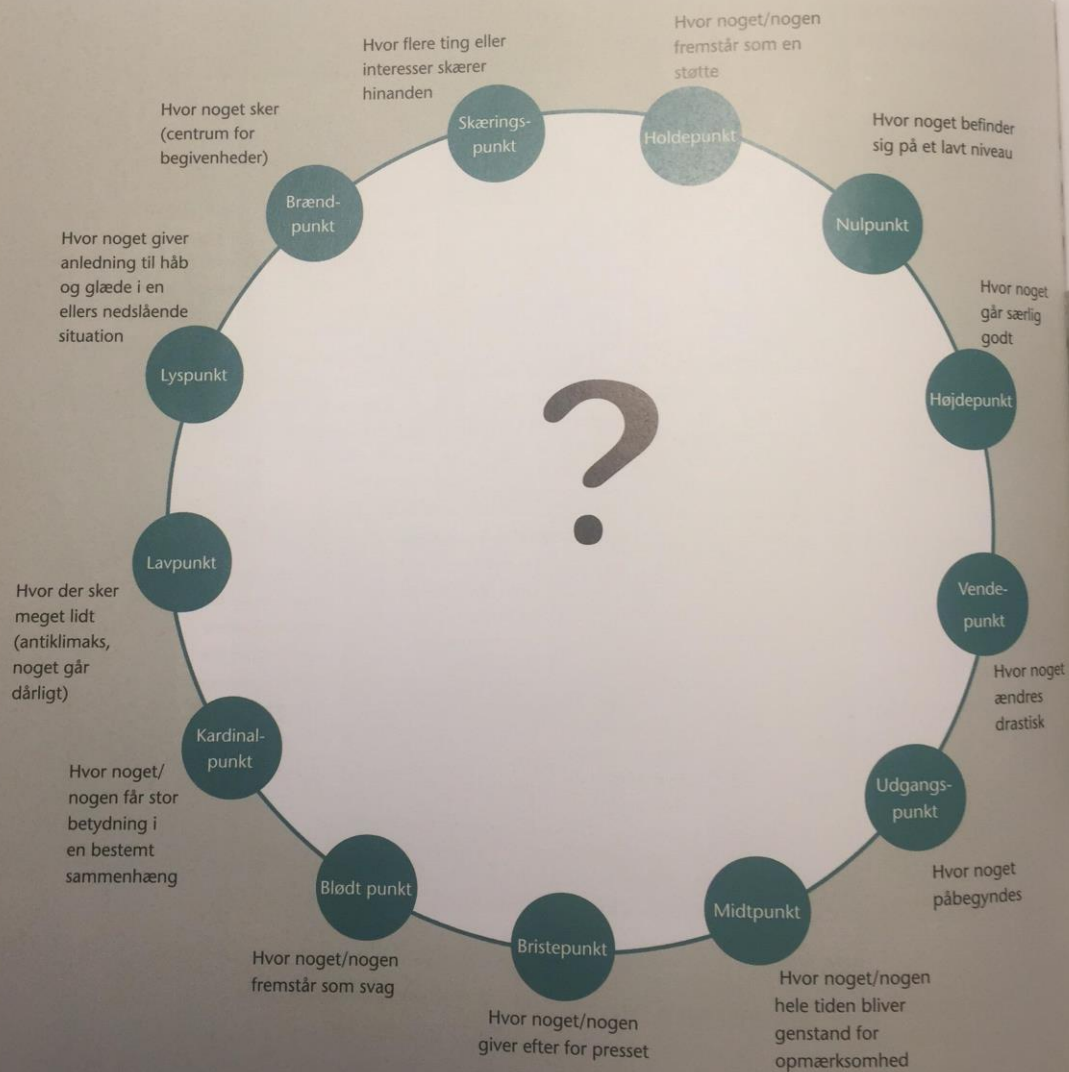 Hvor noget/nogen
fremstår som en
støtte
Holdepunkt
Hvor noget befinder
sig på et lavt niveau
Nulpunkt
Hvor noget
går særlig
godt
Højdepunkt
Vende-
punkt
Hvor noget
ændres
drastisk
Udgangs-
punkt
Hvor noget
påbegyndes
Midtpunkt
Hvor noget/nogen
hele tiden bliver
genstand for
opmærksomhed
Bristepunkt
Hvor noget/nogen
giver efter for presset
Blødt punkt
Hvor noget/nogen
fremstår som svag
Kardinal-
punkt
Hvor noget/
nogen får stor
betydning i
en bestemt
sammenhæng
Lavpunkt
Hvor der sker
meget lidt
(antiklimaks,
noget går
dårligt)
Lyspunkt
Hvor noget giver
anledning til håb
og glæde i en
ellers nedslående
situation
Brænd-
punkt
Hvor noget sker
(centrum for
begivenheder)
Skærings-
punkt
Hvor flere ting eller
interesser skærer
hinanden
?